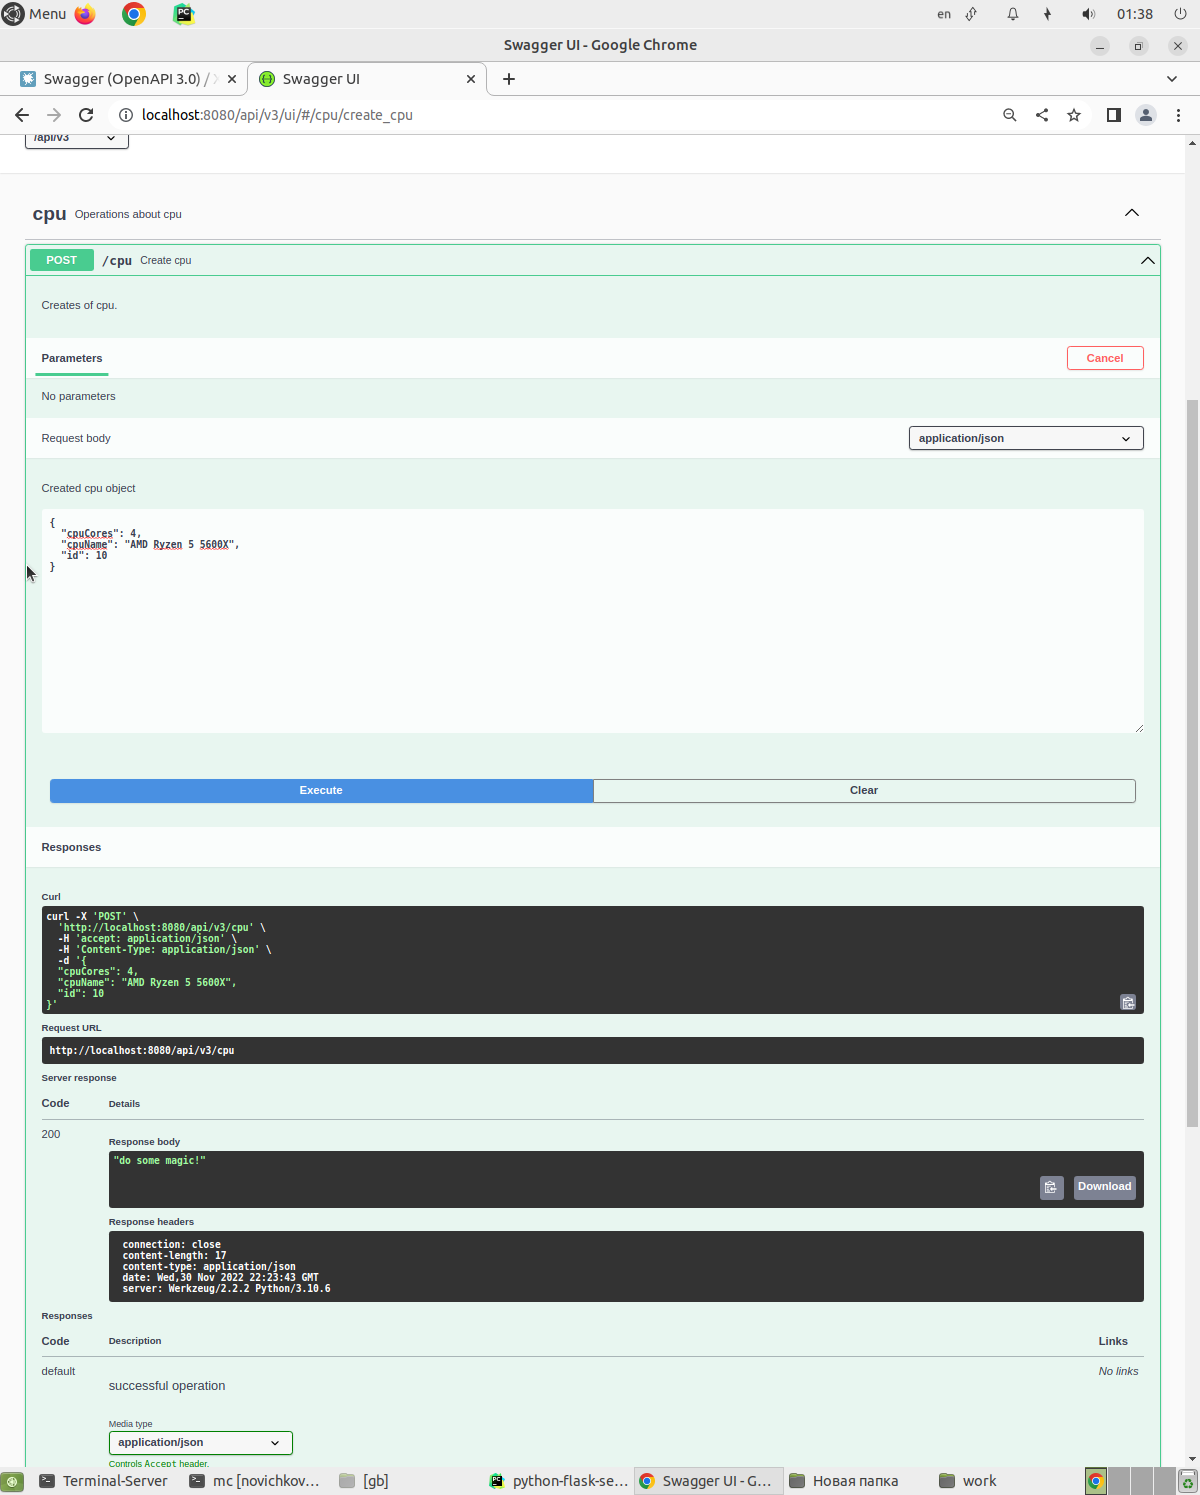 Menu
en
01:38
Swagger UI - Google Chrome
Swagger (OpenAPI 3.0) /
Swagger UI
localhost:8080/api/v3/ui/#/cpu/create_cpu
/api/v3
cpu Operations about cpu
POST /cpu Create cpu
Creates of cpu.
Parameters
Cancel
No parameters
Request body
application/json
Created cpu object
{
"cpuCores": 4,
"cpuName": "AMD Ryzen 5 5600X",
"id": 10
}
Execute
Clear
Responses
Curl
curl -X 'POST' \
'http://localhost:8080/api/v3/cpu' \
-H 'accept: application/json' \
-H 'Content-Type: application/json' \
-d '{
"cpuCores": 4,
"cpuName": "AMD Ryzen 5 5600X",
"id": 10
}'
Request URL
http://localhost:8080/api/v3/cpu
Server response
Code Details
200
Response body
"do some magic!"
Download
Response headers
connection: close
content-length: 17
content-type: application/json
date: Wed,30 Nov 2022 22:23:43 GMT
server: Werkzeug/2.2.2 Python/3.10.6
Responses
Code Description Links
default
No links
successful operation
Media type
application/json
Controls Accept header.
Terminal-Server
mc [novichkov...
[gb]
python-flask-se...
Swagger UI - G...
Новая папка
work